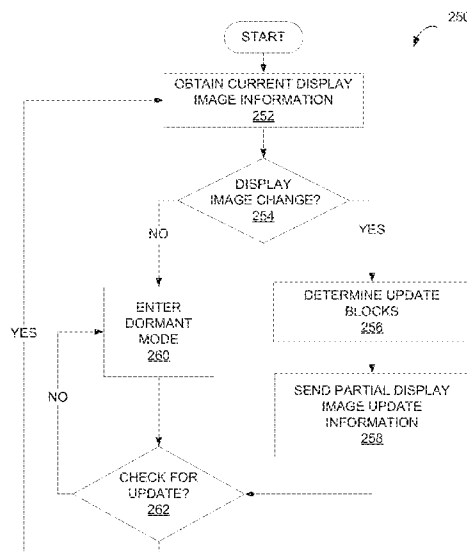 250
START
OBTAIN CURRENT DISPLAY
IMAGE INFORMATION
252
DISPLAY
IMAGE CHANGE?
254
NO
YES
ENTER
DORMANT
MODE
260
DETERMINE UPDATE
BLOCKS
256
YES
NO
SEND PARTIAL DISPLAY
IMAGE UPDATE
INFORMATION
258
CHECK FOR
UPDATE?
262